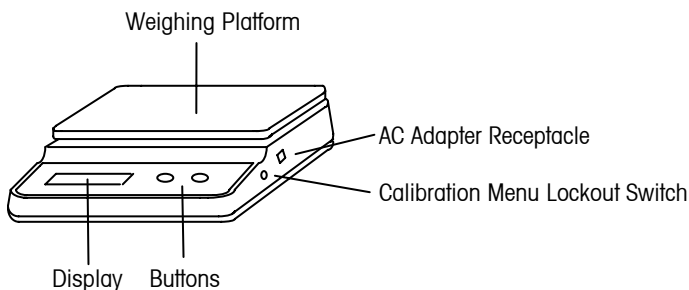 Weighing Platform
AC Adapter Receptacle
Calibration Menu Lockout Switch
Display
Buttons